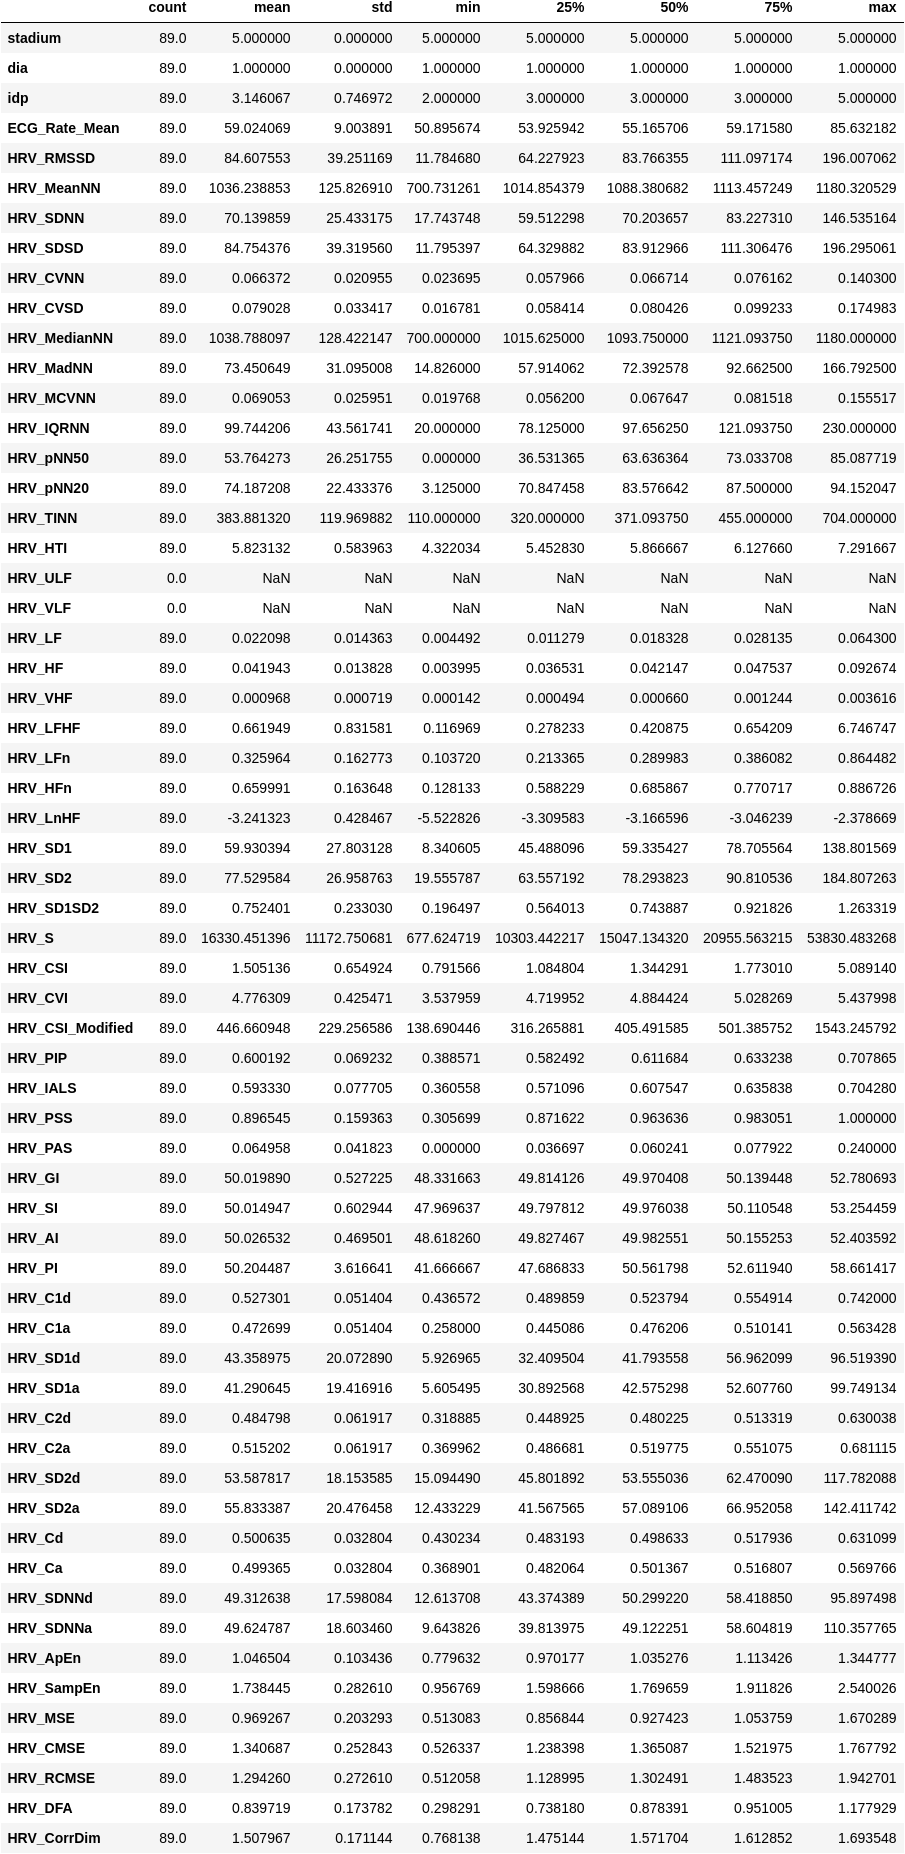 count mean std min 25% 50% 75% max
stadium 89.0 5.000000 0.000000 5.000000 5.000000 5.000000 5.000000 5.000000
dia 89.0 1.000000 0.000000 1.000000 1.000000 1.000000 1.000000 1.000000
idp 89.0 3.146067 0.746972 2.000000 3.000000 3.000000 3.000000 5.000000
ECG_Rate_Mean 89.0 59.024069 9.003891 50.895674 53.925942 55.165706 59.171580 85.632182
HRV_RMSSD 89.0 84.607553 39.251169 11.784680 64.227923 83.766355 111.097174 196.007062
HRV_MeanNN 89.0 1036.238853 125.826910 700.731261 1014.854379 1088.380682 1113.457249 1180.320529
HRV_SDNN 89.0 70.139859 25.433175 17.743748 59.512298 70.203657 83.227310 146.535164
HRV_SDSD 89.0 84.754376 39.319560 11.795397 64.329882 83.912966 111.306476 196.295061
HRV_CVNN 89.0 0.066372 0.020955 0.023695 0.057966 0.066714 0.076162 0.140300
HRV_CVSD 89.0 0.079028 0.033417 0.016781 0.058414 0.080426 0.099233 0.174983
HRV_MedianNN 89.0 1038.788097 128.422147 700.000000 1015.625000 1093.750000 1121.093750 1180.000000
HRV_MadNN 89.0 73.450649 31.095008 14.826000 57.914062 72.392578 92.662500 166.792500
HRV_MCVNN 89.0 0.069053 0.025951 0.019768 0.056200 0.067647 0.081518 0.155517
HRV_IQRNN 89.0 99.744206 43.561741 20.000000 78.125000 97.656250 121.093750 230.000000
HRV_pNN50 89.0 53.764273 26.251755 0.000000 36.531365 63.636364 73.033708 85.087719
HRV_pNN20 89.0 74.187208 22.433376 3.125000 70.847458 83.576642 87.500000 94.152047
HRV_TINN 89.0 383.881320 119.969882 110.000000 320.000000 371.093750 455.000000 704.000000
HRV_HTI 89.0 5.823132 0.583963 4.322034 5.452830 5.866667 6.127660 7.291667
HRV_ULF 0.0 NaN NaN NaN NaN NaN NaN NaN
HRV_VLF 0.0 NaN NaN NaN NaN NaN NaN NaN
HRV_LF 89.0 0.022098 0.014363 0.004492 0.011279 0.018328 0.028135 0.064300
HRV_HF 89.0 0.041943 0.013828 0.003995 0.036531 0.042147 0.047537 0.092674
HRV_VHF 89.0 0.000968 0.000719 0.000142 0.000494 0.000660 0.001244 0.003616
HRV_LFHF 89.0 0.661949 0.831581 0.116969 0.278233 0.420875 0.654209 6.746747
HRV_LFn 89.0 0.325964 0.162773 0.103720 0.213365 0.289983 0.386082 0.864482
HRV_HFn 89.0 0.659991 0.163648 0.128133 0.588229 0.685867 0.770717 0.886726
HRV_LnHF 89.0 -3.241323 0.428467 -5.522826 -3.309583 -3.166596 -3.046239 -2.378669
HRV_SD1 89.0 59.930394 27.803128 8.340605 45.488096 59.335427 78.705564 138.801569
HRV_SD2 89.0 77.529584 26.958763 19.555787 63.557192 78.293823 90.810536 184.807263
HRV_SD1SD2 89.0 0.752401 0.233030 0.196497 0.564013 0.743887 0.921826 1.263319
HRV_S 89.0 16330.451396 11172.750681 677.624719 10303.442217 15047.134320 20955.563215 53830.483268
HRV_CSI 89.0 1.505136 0.654924 0.791566 1.084804 1.344291 1.773010 5.089140
HRV_CVI 89.0 4.776309 0.425471 3.537959 4.719952 4.884424 5.028269 5.437998
HRV_CSI_Modified 89.0 446.660948 229.256586 138.690446 316.265881 405.491585 501.385752 1543.245792
HRV_PIP 89.0 0.600192 0.069232 0.388571 0.582492 0.611684 0.633238 0.707865
HRV_IALS 89.0 0.593330 0.077705 0.360558 0.571096 0.607547 0.635838 0.704280
HRV_PSS 89.0 0.896545 0.159363 0.305699 0.871622 0.963636 0.983051 1.000000
HRV_PAS 89.0 0.064958 0.041823 0.000000 0.036697 0.060241 0.077922 0.240000
HRV_GI 89.0 50.019890 0.527225 48.331663 49.814126 49.970408 50.139448 52.780693
HRV_SI 89.0 50.014947 0.602944 47.969637 49.797812 49.976038 50.110548 53.254459
HRV_AI 89.0 50.026532 0.469501 48.618260 49.827467 49.982551 50.155253 52.403592
HRV_PI 89.0 50.204487 3.616641 41.666667 47.686833 50.561798 52.611940 58.661417
HRV_C1d 89.0 0.527301 0.051404 0.436572 0.489859 0.523794 0.554914 0.742000
HRV_C1a 89.0 0.472699 0.051404 0.258000 0.445086 0.476206 0.510141 0.563428
HRV_SD1d 89.0 43.358975 20.072890 5.926965 32.409504 41.793558 56.962099 96.519390
HRV_SD1a 89.0 41.290645 19.416916 5.605495 30.892568 42.575298 52.607760 99.749134
HRV_C2d 89.0 0.484798 0.061917 0.318885 0.448925 0.480225 0.513319 0.630038
HRV_C2a 89.0 0.515202 0.061917 0.369962 0.486681 0.519775 0.551075 0.681115
HRV_SD2d 89.0 53.587817 18.153585 15.094490 45.801892 53.555036 62.470090 117.782088
HRV_SD2a 89.0 55.833387 20.476458 12.433229 41.567565 57.089106 66.952058 142.411742
HRV_Cd 89.0 0.500635 0.032804 0.430234 0.483193 0.498633 0.517936 0.631099
HRV_Ca 89.0 0.499365 0.032804 0.368901 0.482064 0.501367 0.516807 0.569766
HRV_SDNNd 89.0 49.312638 17.598084 12.613708 43.374389 50.299220 58.418850 95.897498
HRV_SDNNa 89.0 49.624787 18.603460 9.643826 39.813975 49.122251 58.604819 110.357765
HRV_ApEn 89.0 1.046504 0.103436 0.779632 0.970177 1.035276 1.113426 1.344777
HRV_SampEn 89.0 1.738445 0.282610 0.956769 1.598666 1.769659 1.911826 2.540026
HRV_MSE 89.0 0.969267 0.203293 0.513083 0.856844 0.927423 1.053759 1.670289
HRV_CMSE 89.0 1.340687 0.252843 0.526337 1.238398 1.365087 1.521975 1.767792
HRV_RCMSE 89.0 1.294260 0.272610 0.512058 1.128995 1.302491 1.483523 1.942701
HRV_DFA 89.0 0.839719 0.173782 0.298291 0.738180 0.878391 0.951005 1.177929
HRV_CorrDim 89.0 1.507967 0.171144 0.768138 1.475144 1.571704 1.612852 1.693548